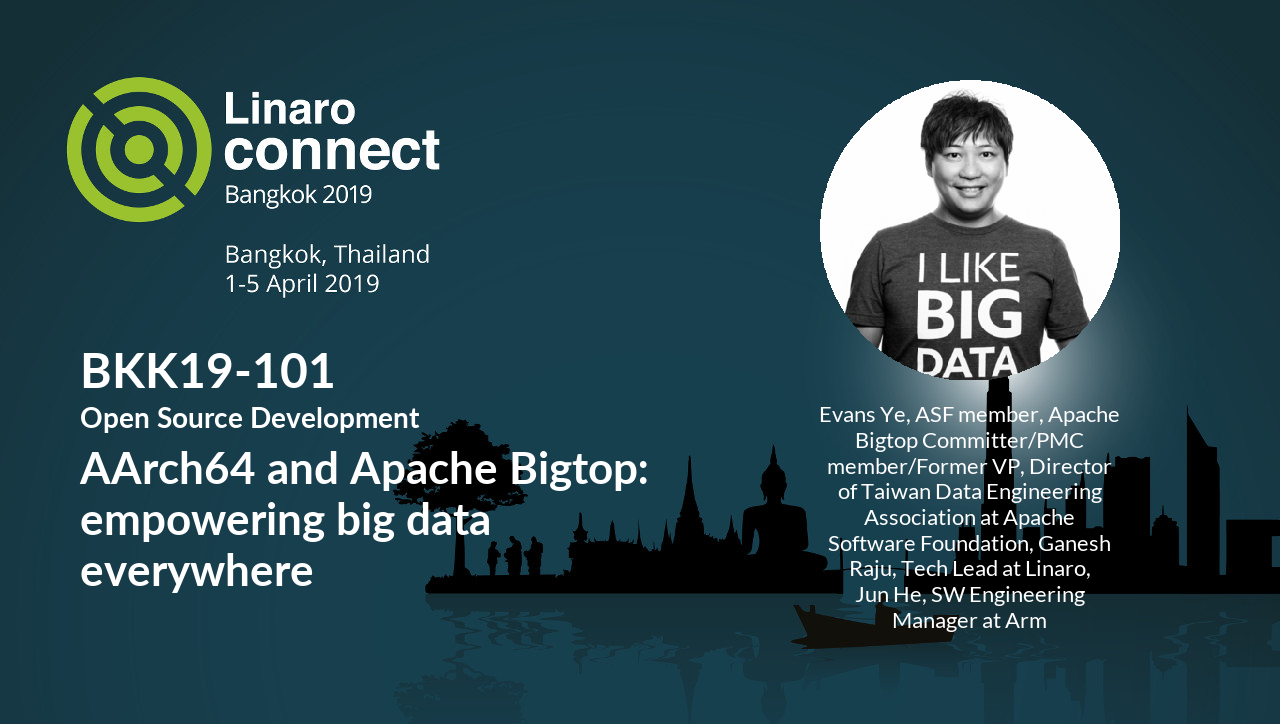 Linaro
connect
Bangkok 2019
Bangkok, Thailand
1-5 April 2019
BKK19-101
Open Source Development
AArch64 and Apache Bigtop:
empowering big data
everywhere
I LIKE
BIG
DATA
Evans Ye, ASF member, Apache
Bigtop Committer/PMC
member/Former VP, Director
of Taiwan Data Engineering
Association at Apache
Software Foundation, Ganesh
Raju, Tech Lead at Linaro,
Jun He, SW Engineering
Manager at Arm